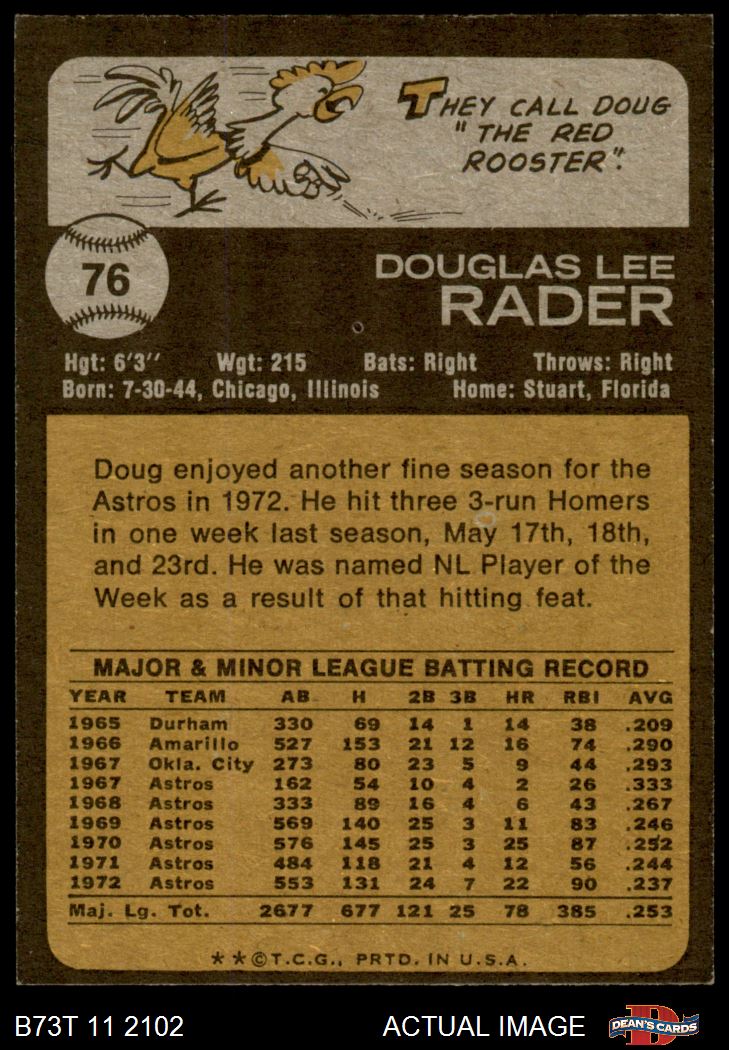 THEY CALL DOUG
"THE RED
ROOSTER".
76
DOUGLAS LEE
RADER
Hgt: 6'3'' Wgt: 215 Bats: Right Throws: Right
Born: 7-30-44, Chicago, Illinois Home: Stuart, Florida
Doug enjoyed another fine season for the
Astros in 1972. He hit three 3-run Homers
in one week last season, May 17th, 18th,
and 23rd. He was named NL Player of the
Week as a result of that hitting feat.
MAJOR & MINOR LEAGUE BATTING RECORD
YEAR TEAM AB H 2B 3B HR RBI AVG
1965 Durham 330 69 14 1 14 38 .209
1966 Amarillo 527 153 21 12 16 74 .290
1967 Okla. City 273 80 23 5 9 44 .293
1967 Astros 162 54 10 4 2 26 .333
1968 Astros 333 89 16 4 6 43 .267
1969 Astros 569 140 25 3 11 83 .246
1970 Astros 576 145 25 3 25 87 .252
1971 Astros 484 118 21 4 12 56 .244
1972 Astros 553 131 24 7 22 90 .237
Maj. Lg. Tot. 2677 677 121 25 78 385 .253
**©T.C.G., PRTD. IN U.S.A.
B73T 11 2102 ACTUAL IMAGE DEAN'S CARDS